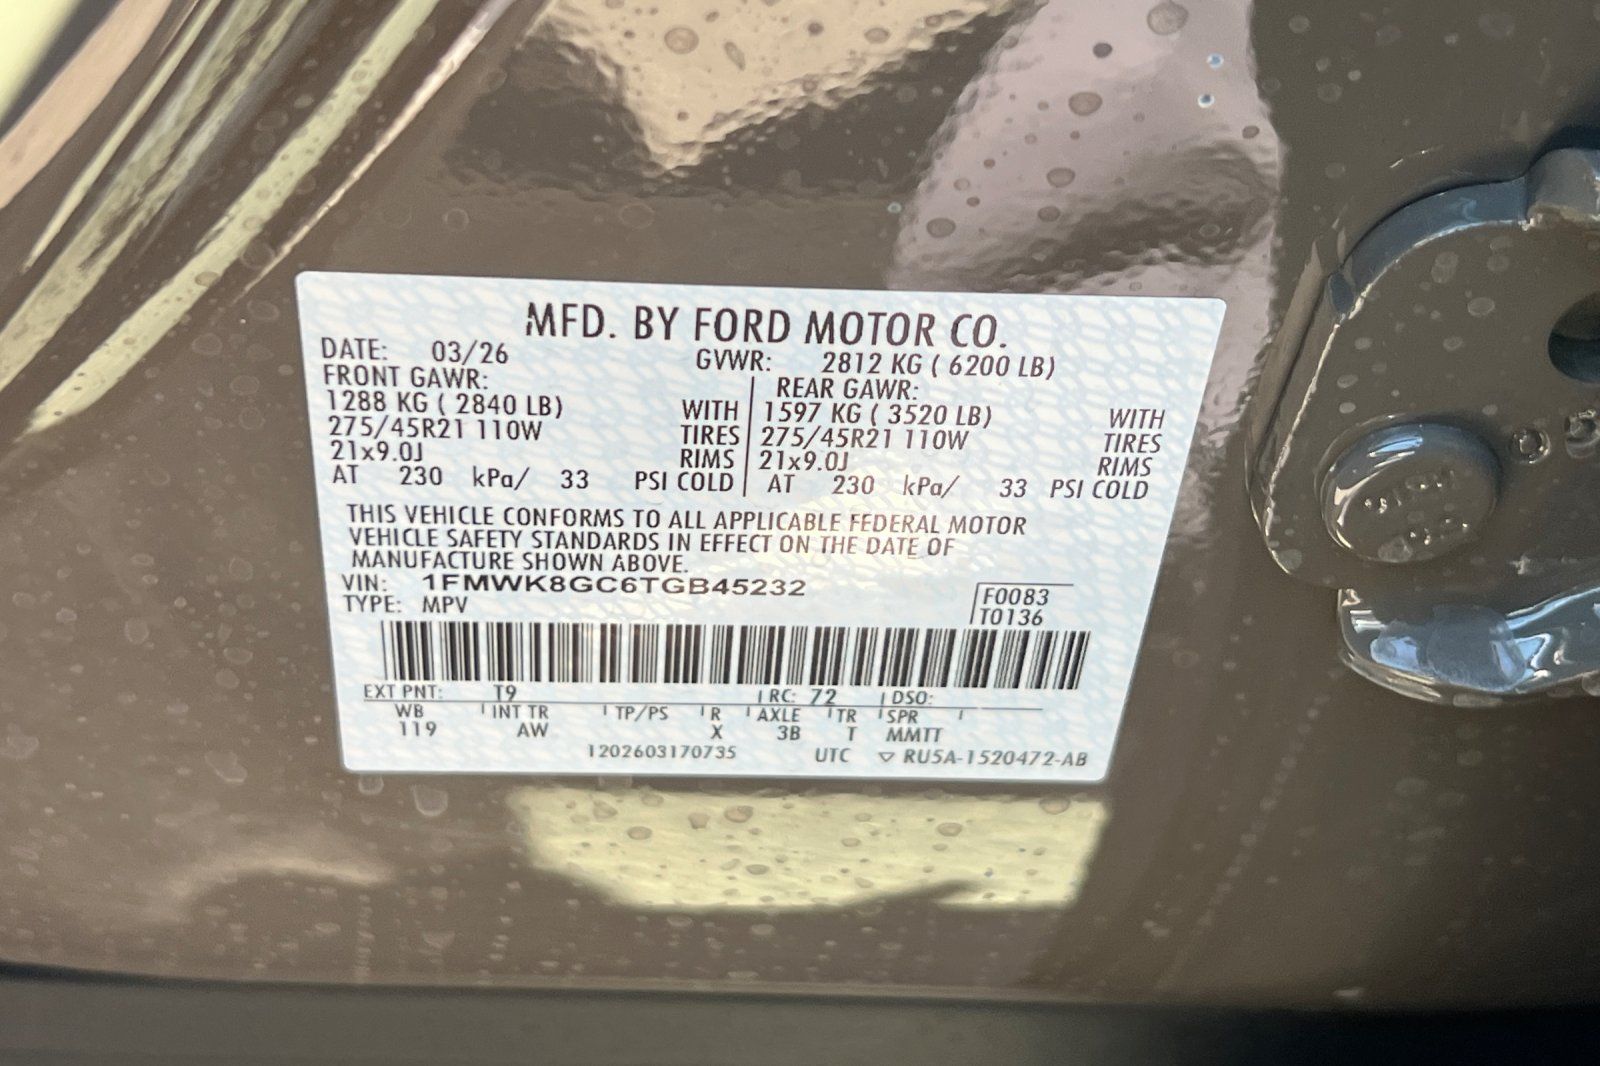 MFD. BY FORD MOTOR CO.
DATE: 03/26 GVWR: 2812 KG ( 6200 LB)
FRONT GAWR: REAR GAWR:
1288 KG ( 2840 LB) WITH 1597 KG ( 3520 LB) WITH
275/45R21 110W TIRES 275/45R21 110W TIRES
21x9.0J RIMS 21x9.0J RIMS
AT 230 kPa/ 33 PSI COLD AT 230 kPa/ 33 PSI COLD
THIS VEHICLE CONFORMS TO ALL APPLICABLE FEDERAL MOTOR
VEHICLE SAFETY STANDARDS IN EFFECT ON THE DATE OF
MANUFACTURE SHOWN ABOVE.
VIN: 1FMWK8GC6TGB45232
TYPE: MPV
F0083
T0136
EXT PNT: T9 RC: 72 DSO:
WB INT TR TP/PS R AXLE TR SPR
119 AW X 3B T MMTT
1202603170735 UTC ▽ RU5A-1520472-AB